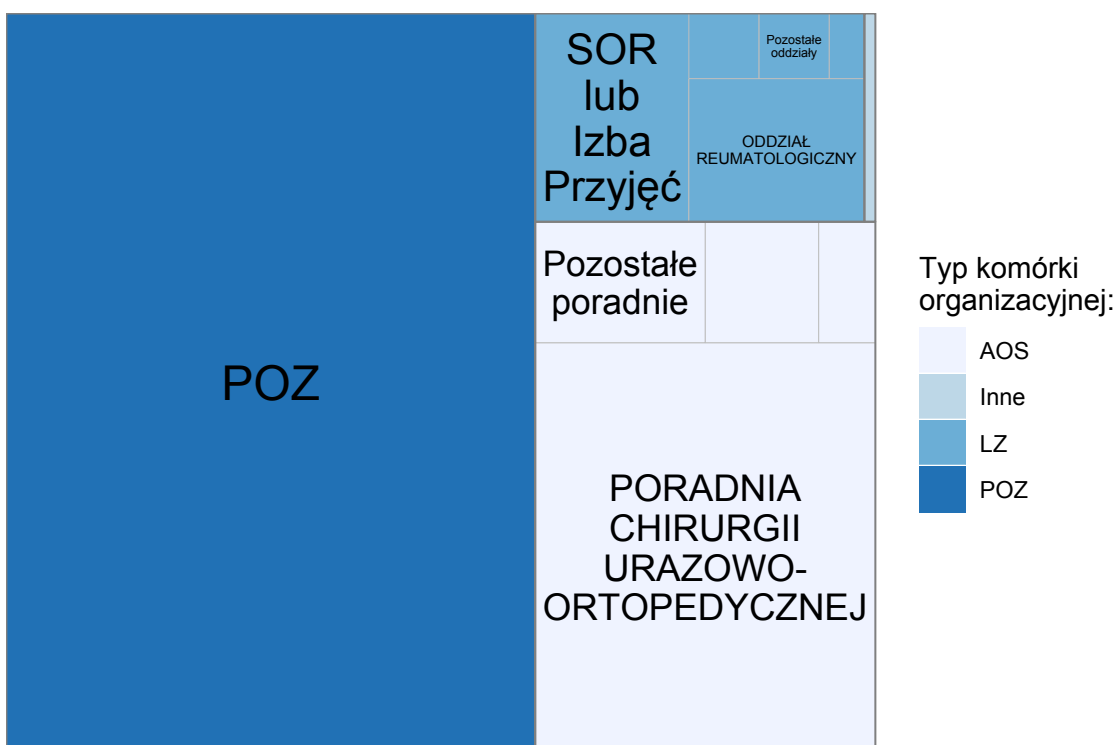 POZ
SOR
lub
Izba
Przyjęć
Pozostałe
oddziały
ODDZIAŁ
REUMATOLOGICZNY
Pozostałe
poradnie
PORADNIA
CHIRURGII
URAZOWO-
ORTOPEDYCZNEJ
Typ komórki
organizacyjnej:
AOS
Inne
LZ
POZ